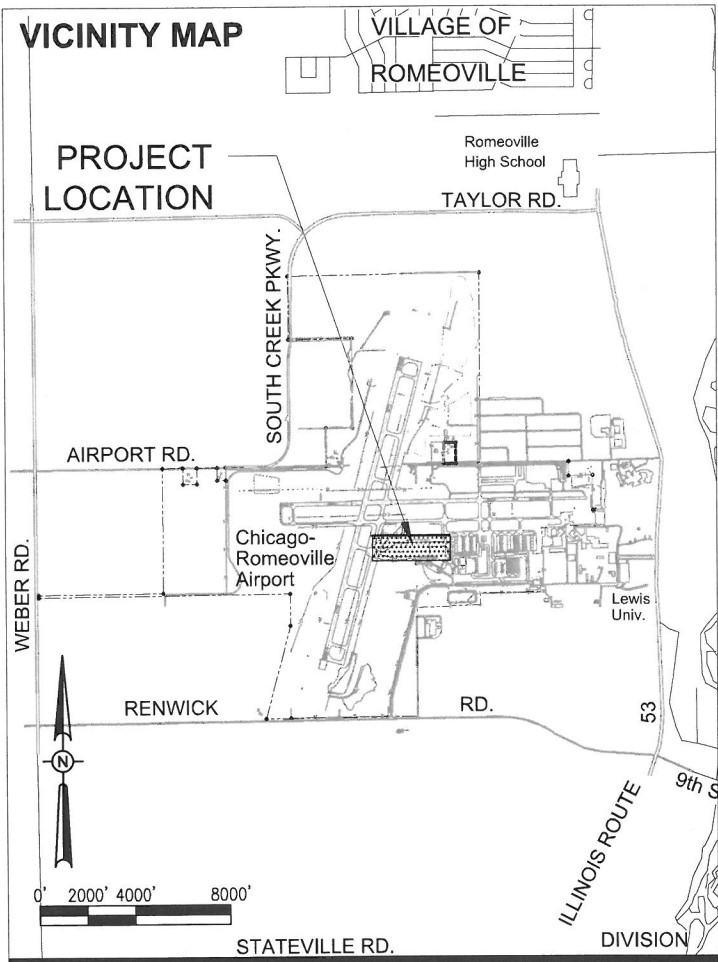 VICINITY MAP
VILLAGE OF
ROMEOVILLE
Romeoville
High School
PROJECT
LOCATION
TAYLOR RD.
SOUTH CREEK PKWY.
AIRPORT RD.
Chicago-
Romeoville
Airport
WEBER RD.
Lewis
Univ.
RENWICK
RD.
53
N
9th S
ILLINOIS ROUTE
0' 2000' 4000' 8000'
STATEVILLE RD.
DIVISION